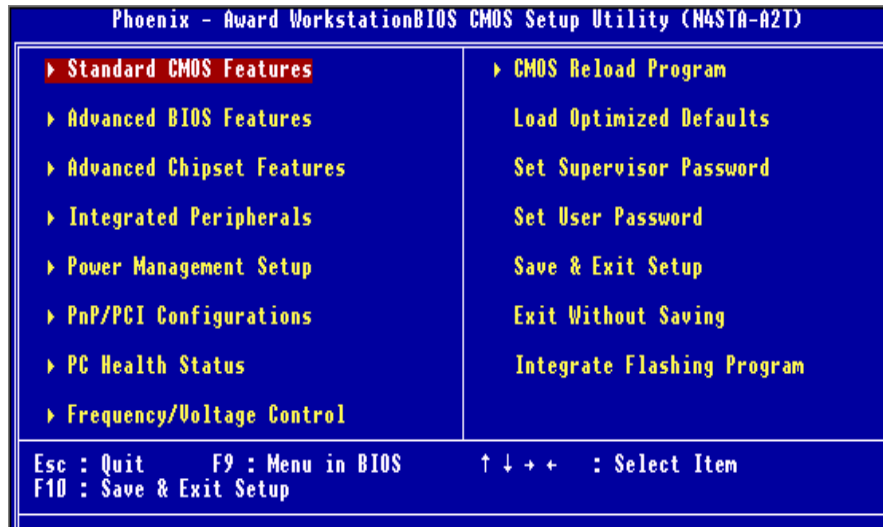 Phoenix - Award WorkstationBIOS CMOS Setup Utility (N4STA-A2T)
▸ Standard CMOS Features
▸ Advanced BIOS Features
▸ Advanced Chipset Features
▸ Integrated Peripherals
▸ Power Management Setup
▸ PnP/PCI Configurations
▸ PC Health Status
▸ Frequency/Voltage Control
▸ CMOS Reload Program
Load Optimized Defaults
Set Supervisor Password
Set User Password
Save & Exit Setup
Exit Without Saving
Integrate Flashing Program
Esc : Quit F9 : Menu in BIOS ↑ ↓ → ← : Select Item
F10 : Save & Exit Setup